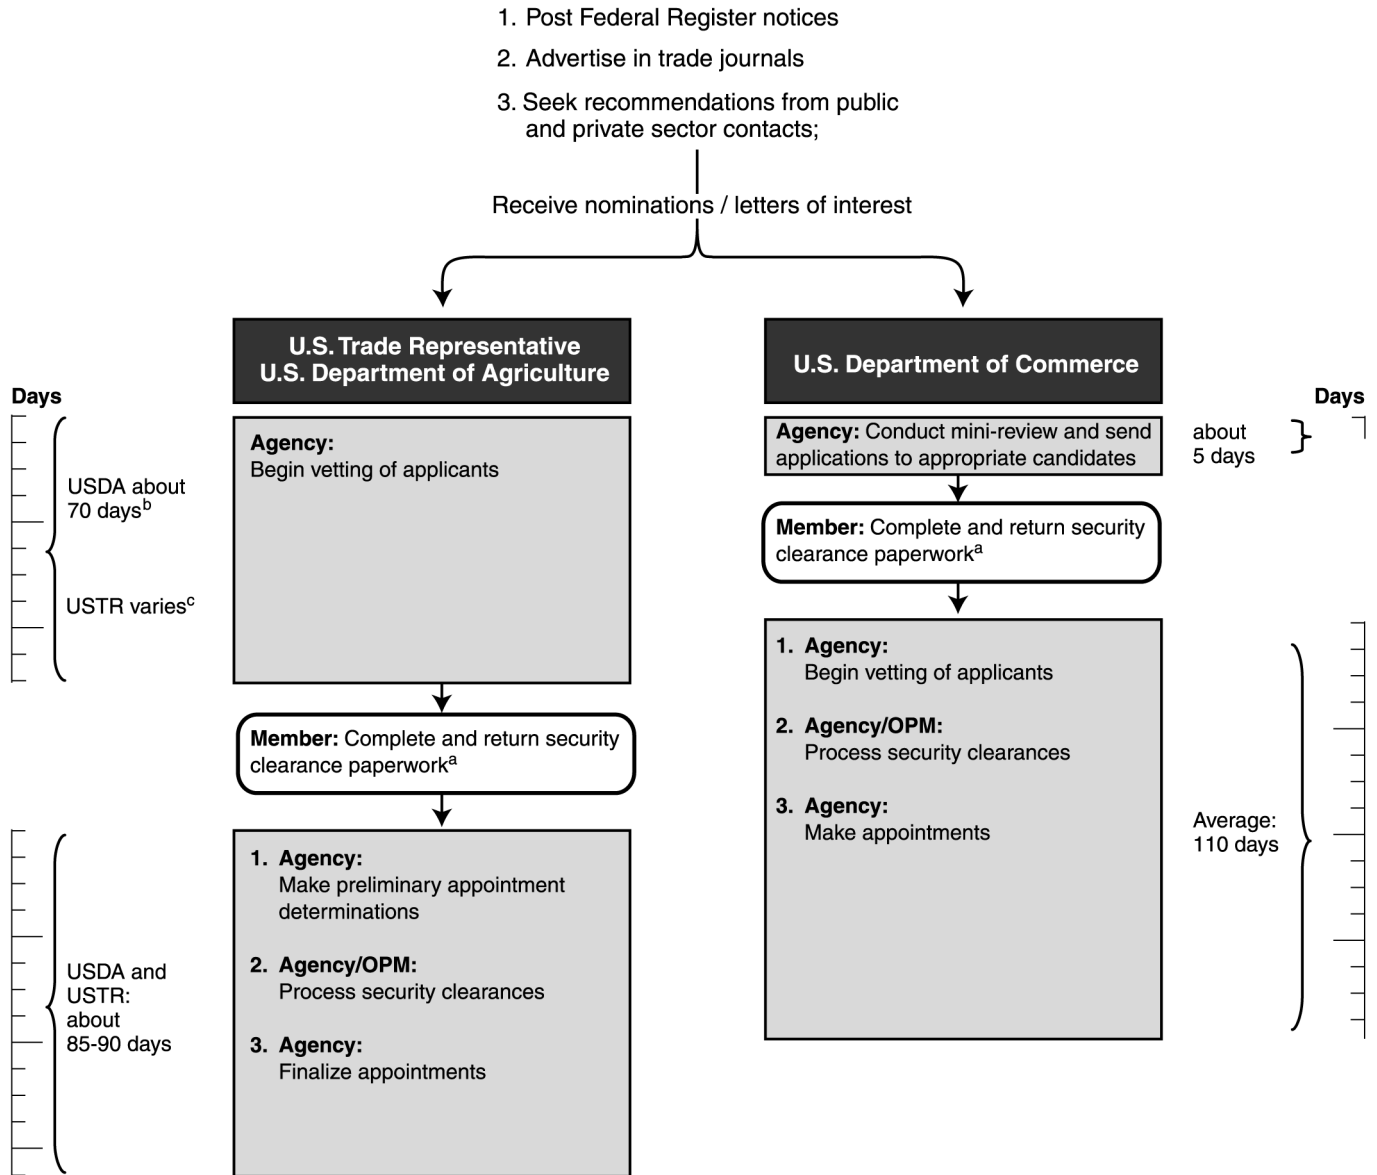 1. Post Federal Register notices
2. Advertise in trade journals
3. Seek recommendations from public
and private sector contacts;
Receive nominations / letters of interest
U.S. Trade Representative
U.S. Department of Agriculture
Days
Agency:
Begin vetting of applicants
USDA about
70 daysᵇ
USTR variesᶜ
Member: Complete and return security
clearance paperworkᵃ
1. Agency:
Make preliminary appointment
determinations
2. Agency/OPM:
Process security clearances
3. Agency:
Finalize appointments
USDA and
USTR:
about
85-90 days
U.S. Department of Commerce
Days
Agency: Conduct mini-review and send
applications to appropriate candidates
about
5 days
Member: Complete and return security
clearance paperworkᵃ
1. Agency:
Begin vetting of applicants
2. Agency/OPM:
Process security clearances
3. Agency:
Make appointments
Average:
110 days